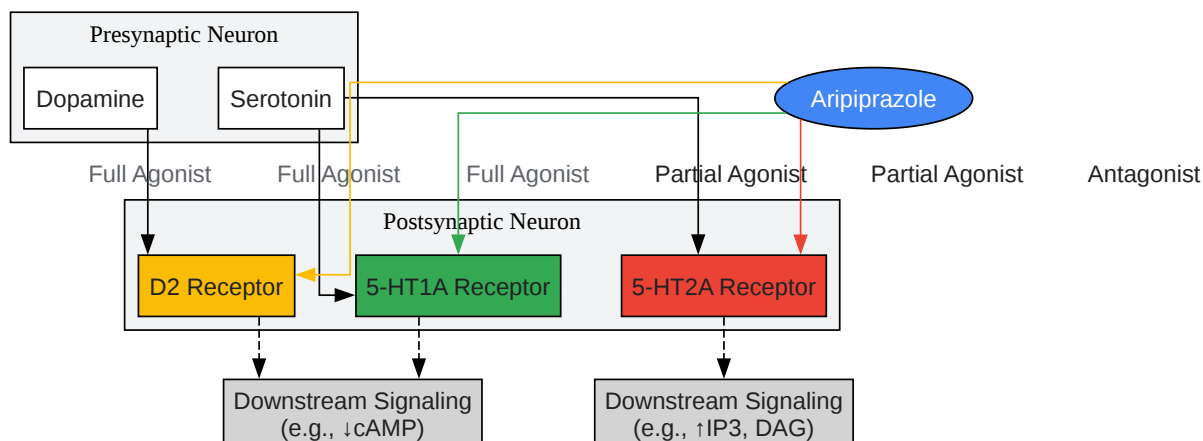 Presynaptic Neuron
Dopamine
Serotonin
Aripiprazole
Full Agonist
Full Agonist
Full Agonist
Partial Agonist
Partial Agonist
Antagonist
Postsynaptic Neuron
D2 Receptor
5-HT1A Receptor
5-HT2A Receptor
Downstream Signaling
(e.g., ↓cAMP)
Downstream Signaling
(e.g., ↑IP3, DAG)